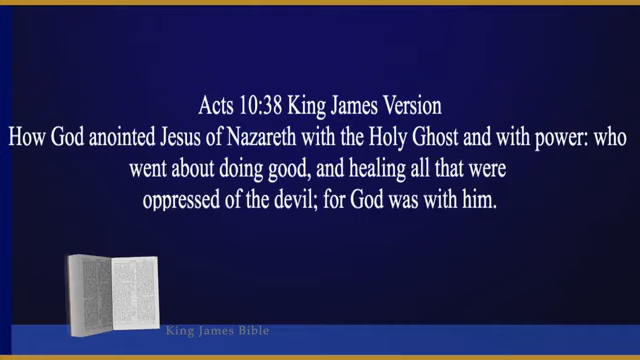 Acts 10:38 King James Version
How God anointed Jesus of Nazareth with the Holy Ghost and with power: who
went about doing good, and healing all that were
oppressed of the devil; for God was with him.
King James Bible